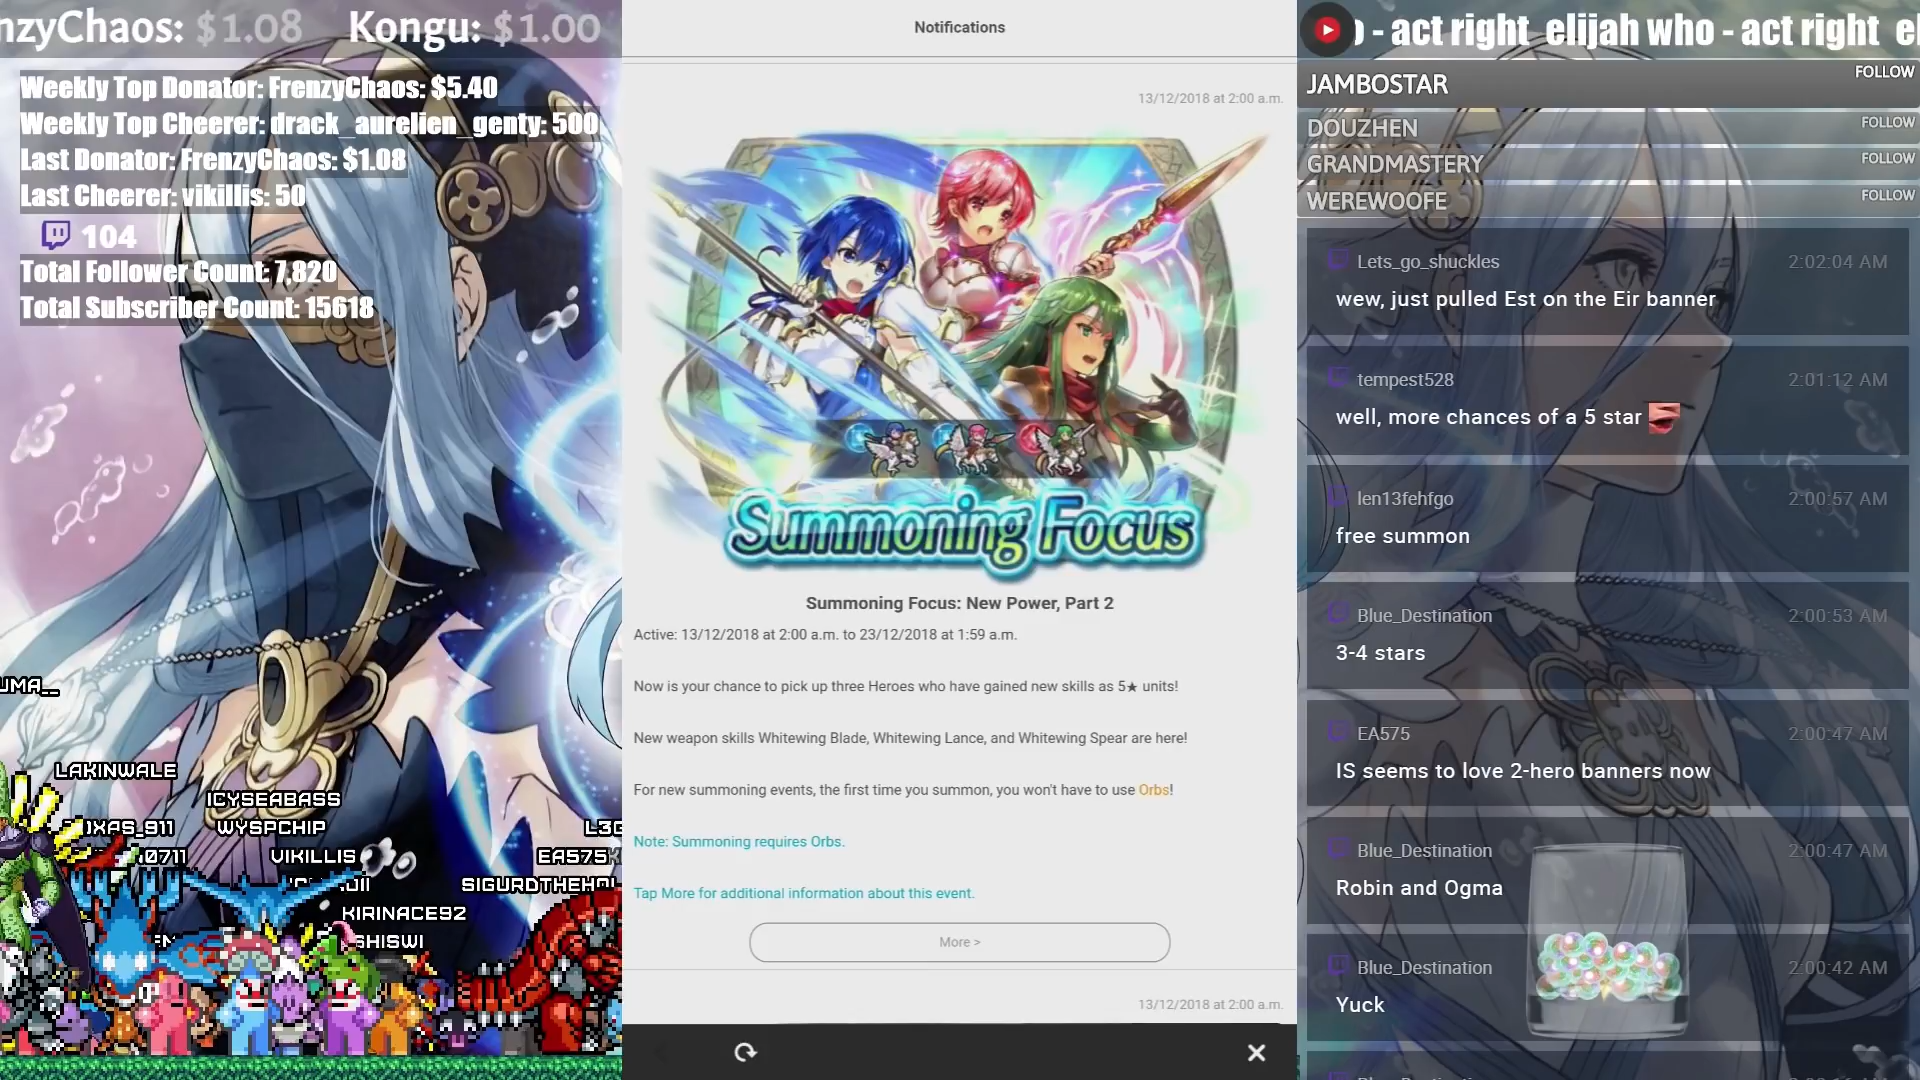 nzyChaos: $1.08 Kongu: $1.00
Weekly Top Donator: FrenzyChaos: $5.40
Weekly Top Cheerer: drack_aurelien_genty: 500
Last Donator: FrenzyChaos: $1.08
Last Cheerer: vikillis: 50
104
Total Follower Count: 7,820
Total Subscriber Count: 15618
UMA__
LAKINWALE
ICYSEABASS
WYSPCHIP
VIKILLIS
L3G
EA575
SIGURDTHEHOL
KIRINACE92
SHISWI
Notifications
13/12/2018 at 2:00 a.m.
Summoning Focus
Summoning Focus: New Power, Part 2
Active: 13/12/2018 at 2:00 a.m. to 23/12/2018 at 1:59 a.m.
Now is your chance to pick up three Heroes who have gained new skills as 5★ units!
New weapon skills Whitewing Blade, Whitewing Lance, and Whitewing Spear are here!
For new summoning events, the first time you summon, you won't have to use Orbs!
Note: Summoning requires Orbs.
Tap More for additional information about this event.
More >
13/12/2018 at 2:00 a.m.
- act right elijah who - act right el
JAMBOSTAR FOLLOW
DOUZHEN FOLLOW
GRANDMASTERY FOLLOW
WEREWOOFE FOLLOW
Lets_go_shuckles 2:02:04 AM
wew, just pulled Est on the Eir banner
tempest528 2:01:12 AM
well, more chances of a 5 star
len13fehfgo 2:00:57 AM
free summon
Blue_Destination 2:00:53 AM
3-4 stars
EA575 2:00:47 AM
IS seems to love 2-hero banners now
Blue_Destination 2:00:47 AM
Robin and Ogma
Blue_Destination 2:00:42 AM
Yuck